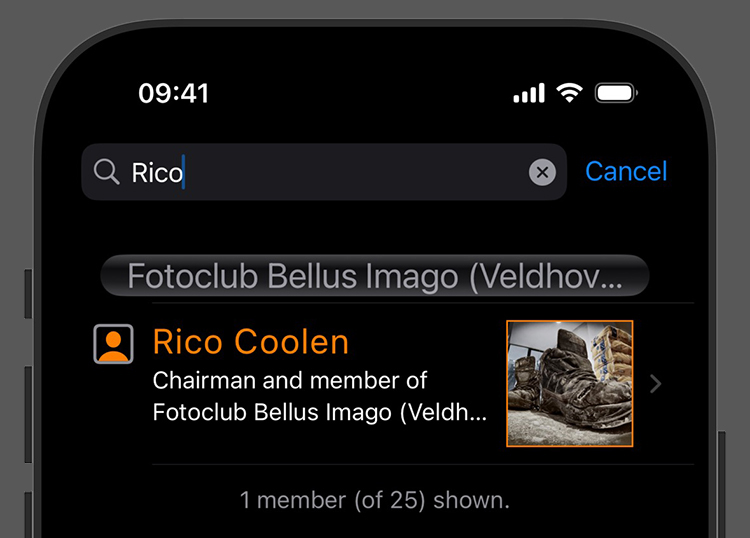 09:41
Rico
Cancel
Fotoclub Bellus Imago (Veldhov...
Rico Coolen
Chairman and member of
Fotoclub Bellus Imago (Veldh...
1 member (of 25) shown.